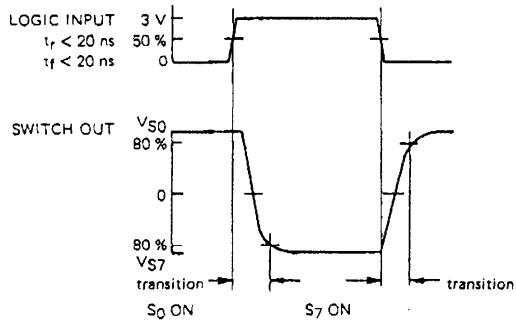 LOGIC INPUT 3 V
tr < 20 ns 50 %
tf < 20 ns 0
SWITCH OUT VS0
80 %
0
80 %
VS7
transition transition
S0 ON S7 ON